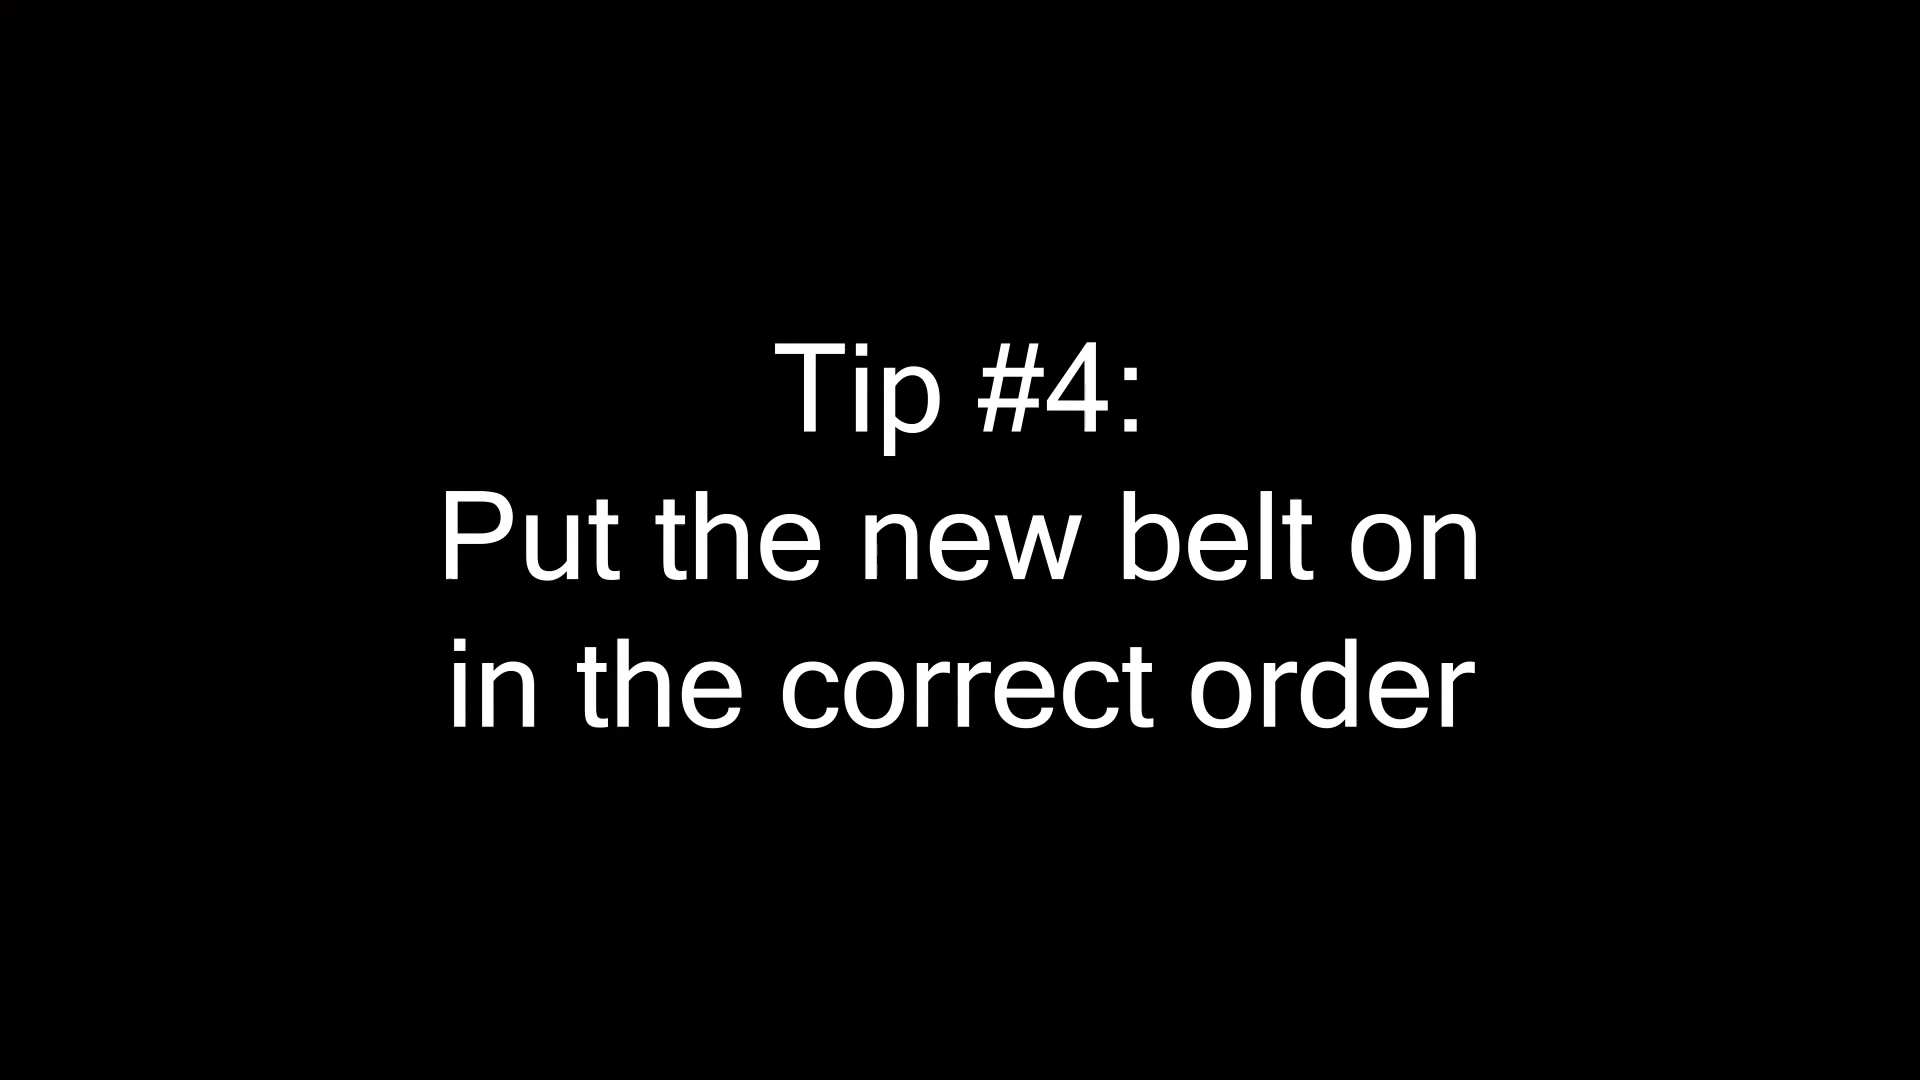 Tip #4:
Put the new belt on
in the correct order